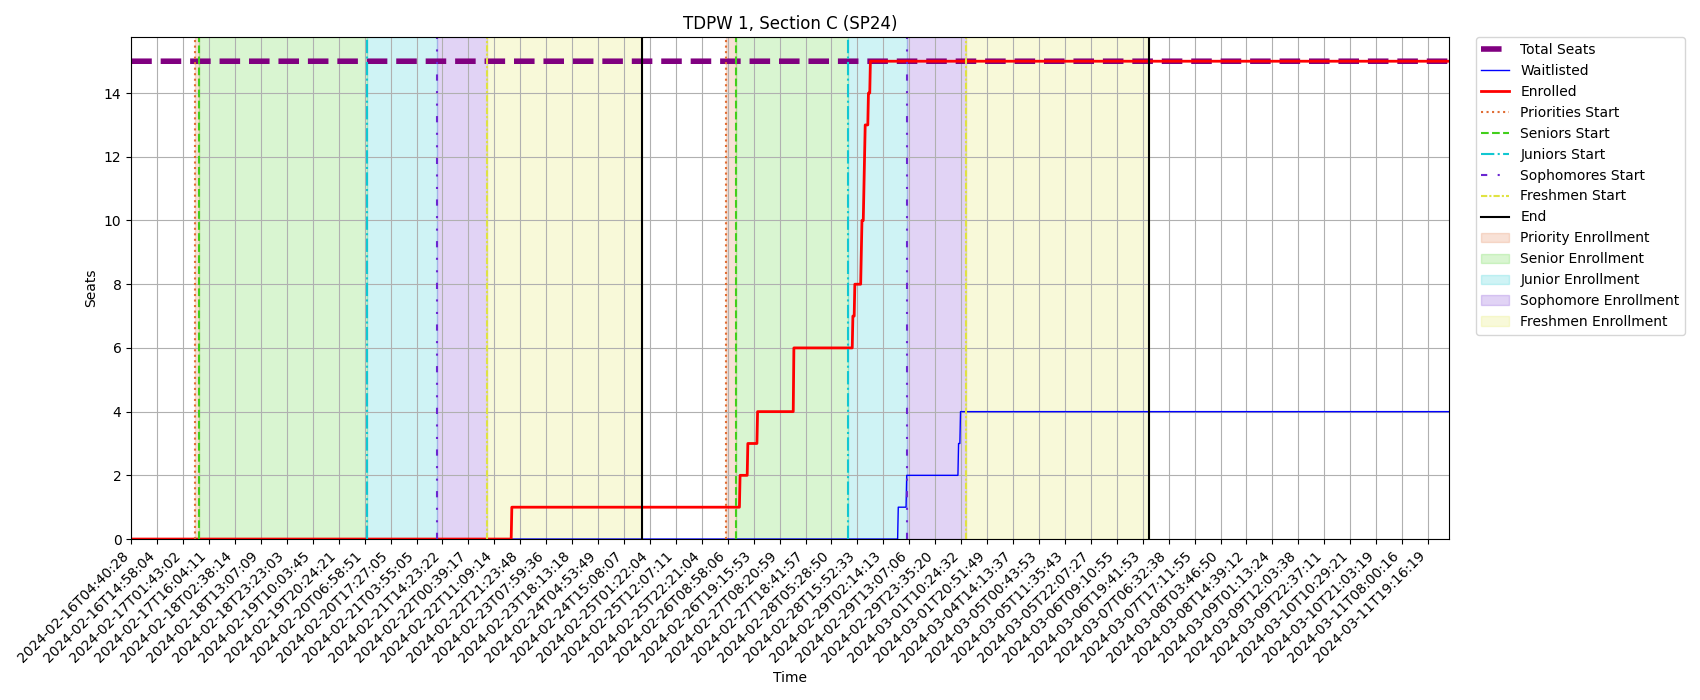 TDPW 1, Section C (SP24)
Total Seats
Waitlisted
Enrolled
Priorities Start
Seniors Start
Juniors Start
Sophomores Start
Freshmen Start
End
Priority Enrollment
Senior Enrollment
Junior Enrollment
Sophomore Enrollment
Freshmen Enrollment
Seats
14
12
10
8
6
4
2
0
2024-02-16T04:40:28
2024-02-16T14:58:04
2024-02-17T01:43:02
2024-02-17T16:04:11
2024-02-18T02:38:14
2024-02-18T13:07:09
2024-02-18T23:23:03
2024-02-19T10:03:45
2024-02-19T20:24:21
2024-02-20T06:58:51
2024-02-20T17:27:05
2024-02-21T03:55:05
2024-02-21T14:23:22
2024-02-22T00:39:17
2024-02-22T11:09:14
2024-02-22T21:23:48
2024-02-23T07:59:36
2024-02-23T18:13:18
2024-02-24T04:53:49
2024-02-24T15:08:07
2024-02-25T01:22:04
2024-02-25T12:07:11
2024-02-25T22:21:04
2024-02-26T08:58:06
2024-02-26T19:15:53
2024-02-27T08:20:59
2024-02-27T18:41:57
2024-02-28T05:28:50
2024-02-28T15:52:33
2024-02-29T02:14:13
2024-02-29T13:07:06
2024-02-29T23:35:20
2024-03-01T10:24:32
2024-03-01T20:51:49
2024-03-04T14:13:37
2024-03-05T00:43:53
2024-03-05T11:35:43
2024-03-05T22:07:27
2024-03-06T09:10:55
2024-03-06T19:41:53
2024-03-07T06:32:38
2024-03-07T17:11:55
2024-03-08T03:46:50
2024-03-08T14:39:12
2024-03-09T01:13:24
2024-03-09T12:03:38
2024-03-09T22:37:11
2024-03-10T10:29:21
2024-03-10T21:03:19
2024-03-11T08:00:16
2024-03-11T19:16:19
Time